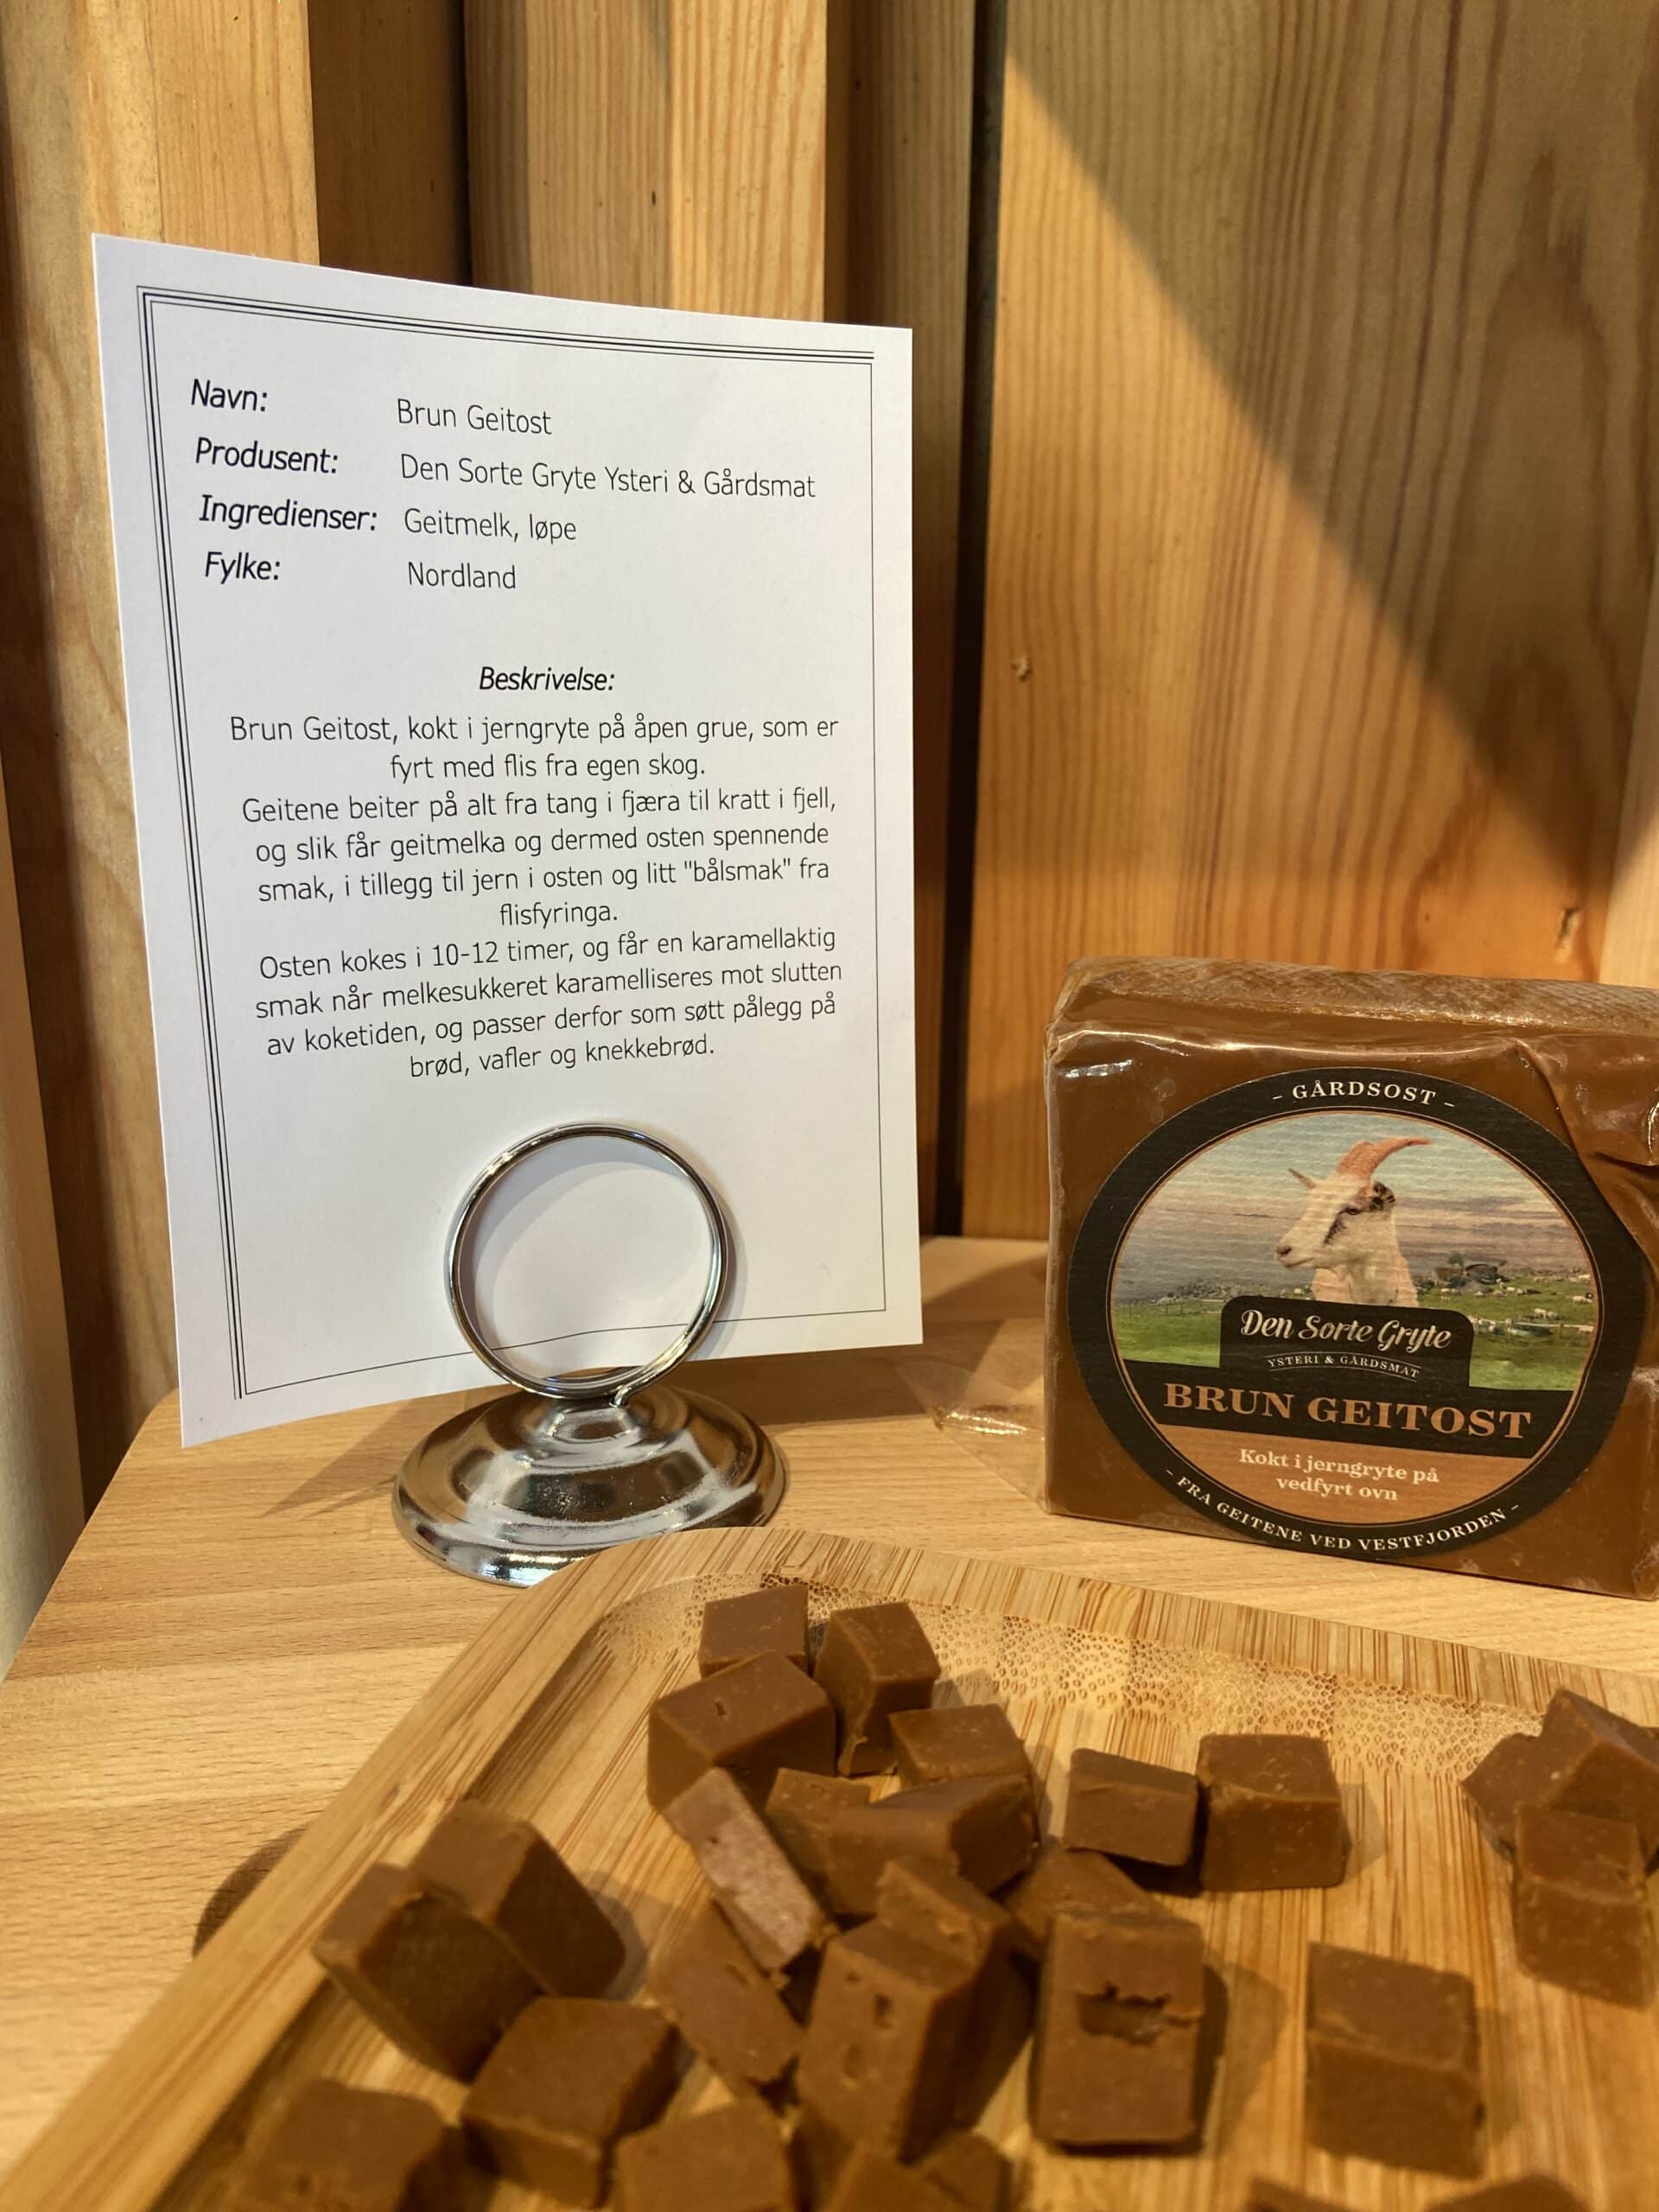 Navn: Brun Geitost
Produsent: Den Sorte Gryte Ysteri & Gårdsmat
Ingredienser: Geitmelk, løpe
Fylke: Nordland
Beskrivelse:
Brun Geitost, kokt i jerngryte på åpen grue, som er
fyrt med flis fra egen skog.
Geitene beiter på alt fra tang i fjæra til kratt i fjell,
og slik får geitmelka og dermed osten spennende
smak, i tillegg til jern i osten og litt "bålsmak" fra
flisfyringa.
Osten kokes i 10-12 timer, og får en karamellaktig
smak når melkesukkeret karamelliseres mot slutten
av koketiden, og passer derfor som søtt pålegg på
brød, vafler og knekkebrød.
- GÅRDSOST -
Den Sorte Gryte
YSTERI & GÅRDSMAT
BRUN GEITOST
Kokt i jerngryte på
vedfyrt ovn
- FRA GEITENE VED VESTFJORDEN -